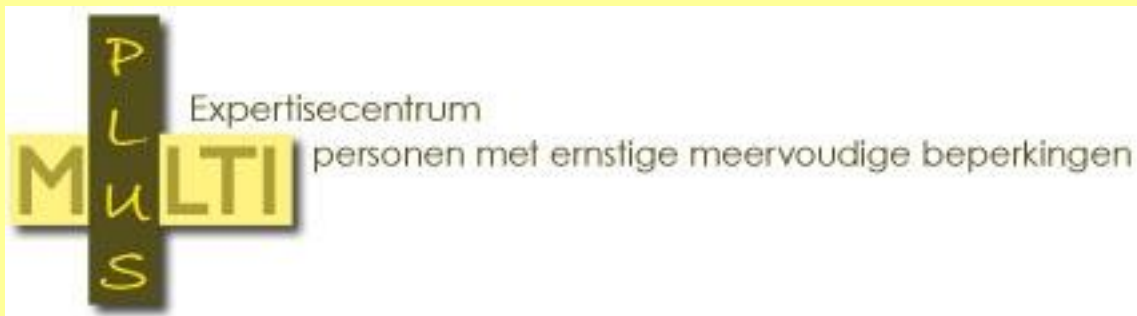 PLUS
MULTI
Expertisecentrum
personen met ernstige meervoudige beperkingen